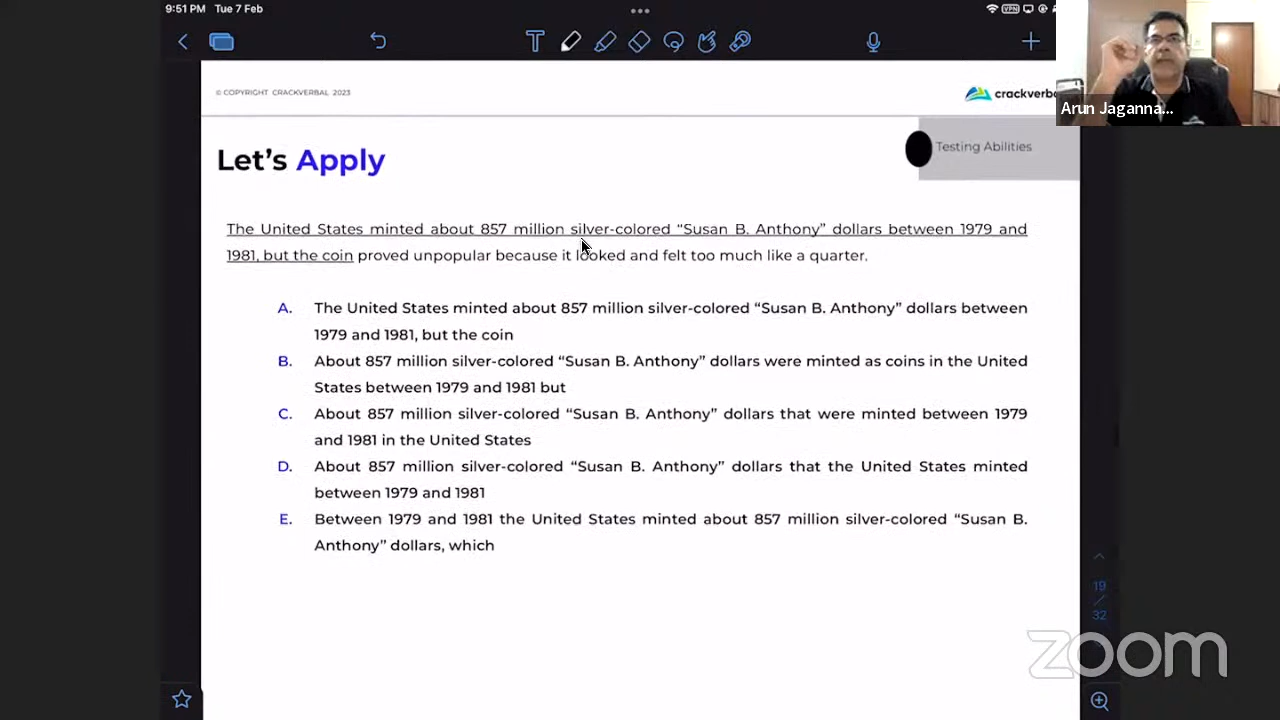 9:51 PM Tue 7 Feb
VPN
© COPYRIGHT CRACKVERBAL 2023
crackverb
Arun Jaganna...
Let's Apply
Testing Abilities
The United States minted about 857 million silver-colored “Susan B. Anthony” dollars between 1979 and
1981, but the coin proved unpopular because it looked and felt too much like a quarter.
A. The United States minted about 857 million silver-colored “Susan B. Anthony” dollars between
1979 and 1981, but the coin
B. About 857 million silver-colored “Susan B. Anthony” dollars were minted as coins in the United
States between 1979 and 1981 but
C. About 857 million silver-colored “Susan B. Anthony” dollars that were minted between 1979
and 1981 in the United States
D. About 857 million silver-colored “Susan B. Anthony” dollars that the United States minted
between 1979 and 1981
E. Between 1979 and 1981 the United States minted about 857 million silver-colored “Susan B.
Anthony” dollars, which
19
/
32
zoom